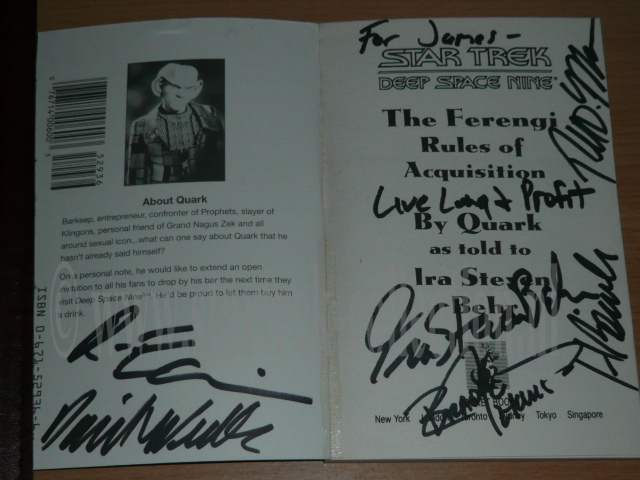 About Quark
Barkeep, entrepreneur, confronter of Prophets, slayer of
Klingons, personal friend of Grand Nagus Zek and all
around sexual icon...what can one say about Quark that he
hasn't already said himself?
On a personal note, he would like to extend an open
invitation to all his fans to drop by his bar the next time they
visit Deep Space Nine. He'd be proud to let them buy him
a drink.
For James-
STAR TREK
DEEP SPACE NINE
The Ferengi
Rules of
Acquisition
Live Long & Profit
By Quark
as told to
Ira Steven
Behr
New York London Toronto Sydney Tokyo Singapore